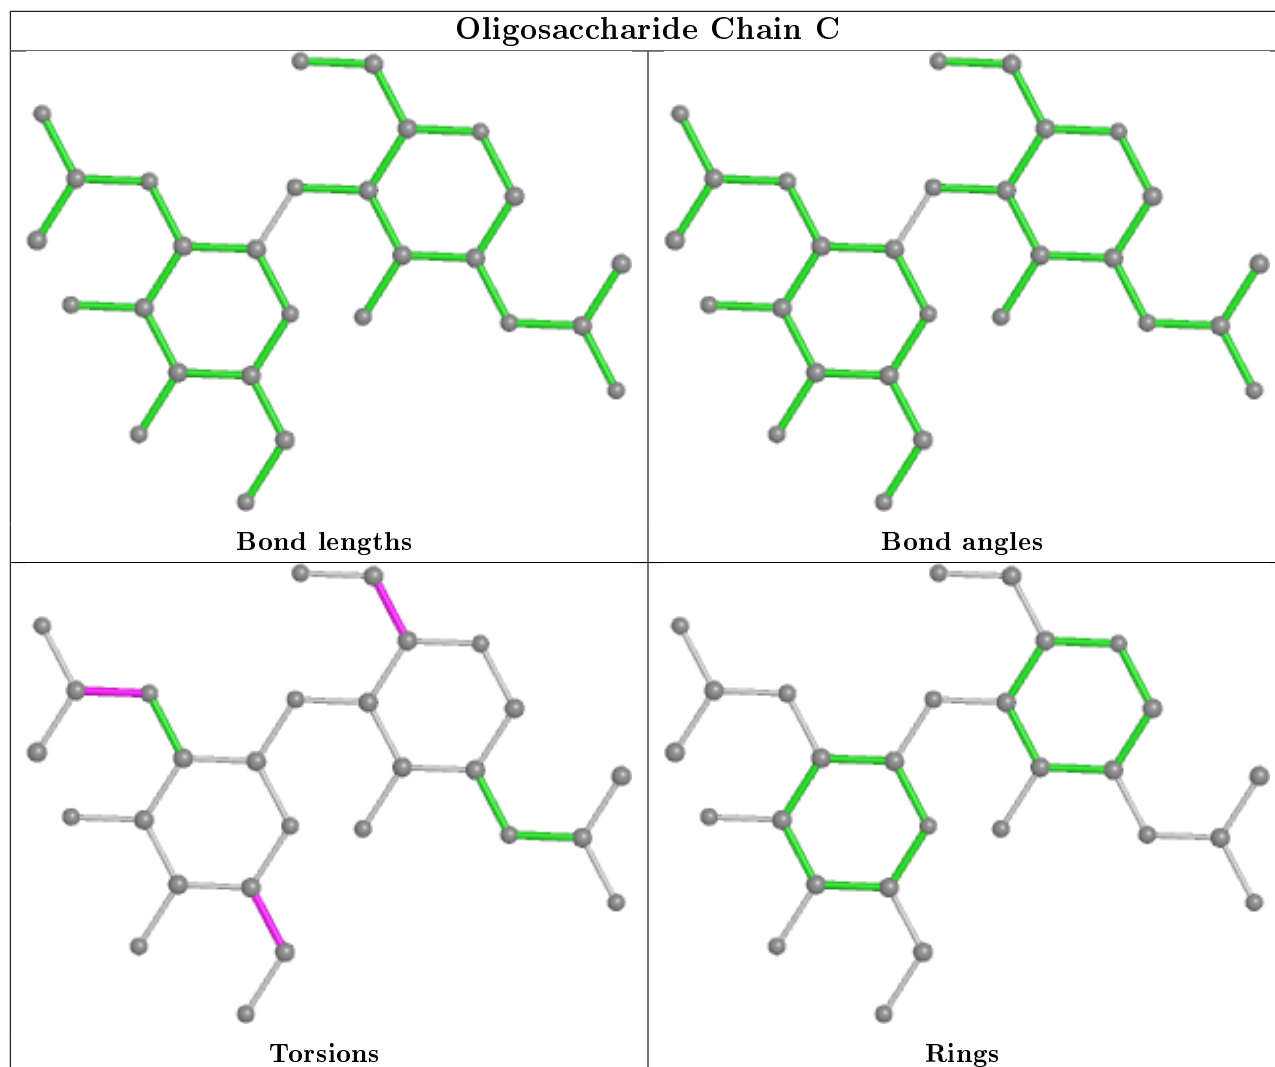 Oligosaccharide Chain C
Bond lengths
Bond angles
Torsions
Rings